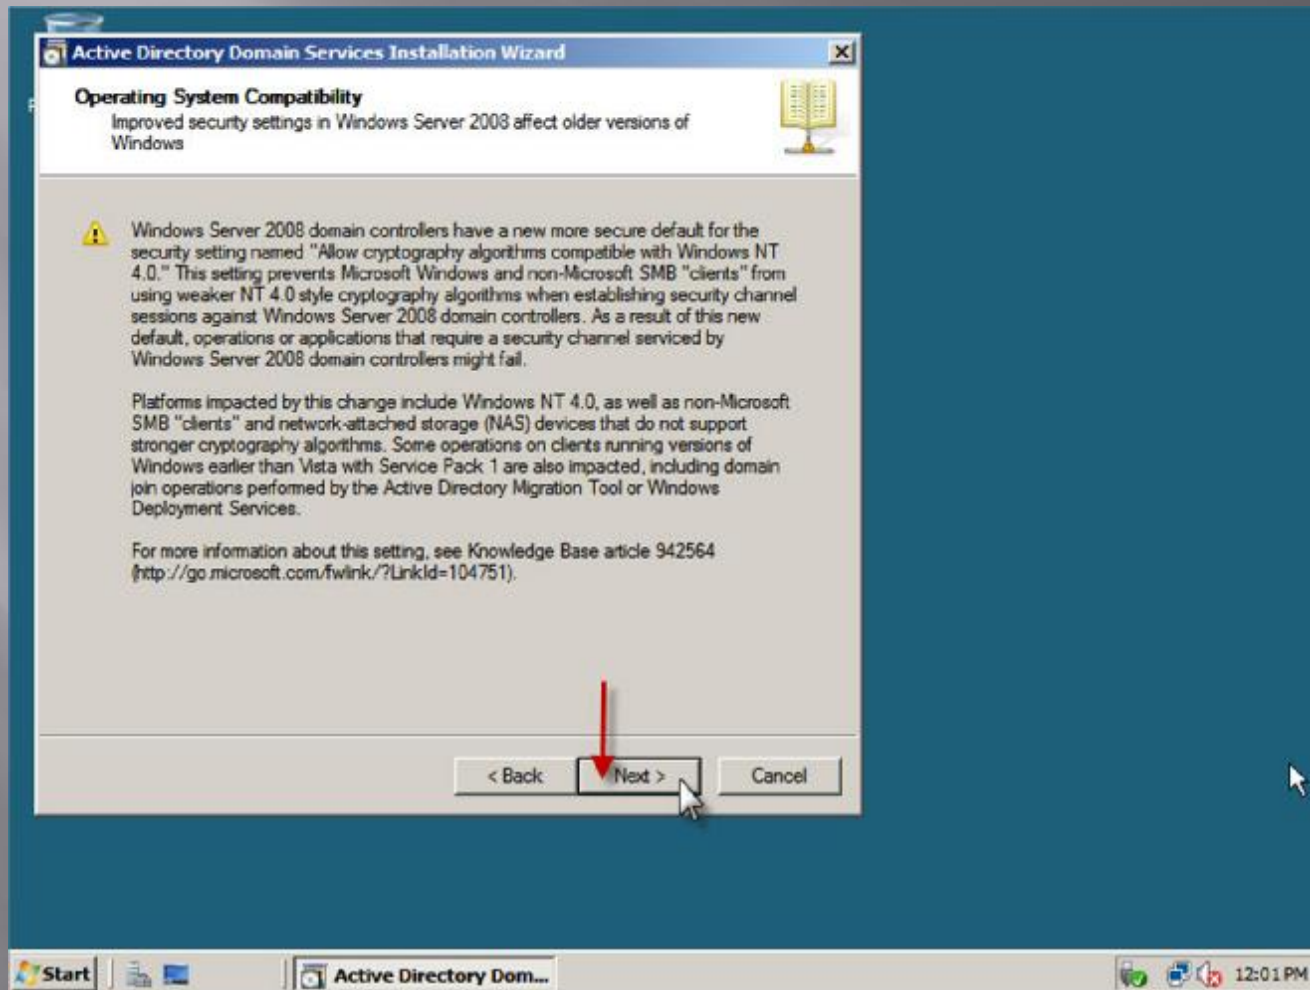 Active Directory Domain Services Installation Wizard
Operating System Compatibility
Improved security settings in Windows Server 2008 affect older versions of
Windows
Windows Server 2008 domain controllers have a new more secure default for the
security setting named "Allow cryptography algorithms compatible with Windows NT
4.0." This setting prevents Microsoft Windows and non-Microsoft SMB "clients" from
using weaker NT 4.0 style cryptography algorithms when establishing security channel
sessions against Windows Server 2008 domain controllers. As a result of this new
default, operations or applications that require a security channel serviced by
Windows Server 2008 domain controllers might fail.
Platforms impacted by this change include Windows NT 4.0, as well as non-Microsoft
SMB "clients" and network-attached storage (NAS) devices that do not support
stronger cryptography algorithms. Some operations on clients running versions of
Windows earlier than Vista with Service Pack 1 are also impacted, including domain
join operations performed by the Active Directory Migration Tool or Windows
Deployment Services.
For more information about this setting, see Knowledge Base article 942564
(http://go.microsoft.com/fwlink/?LinkId=104751).
< Back
Next >
Cancel
Start
Active Directory Dom...
12:01 PM